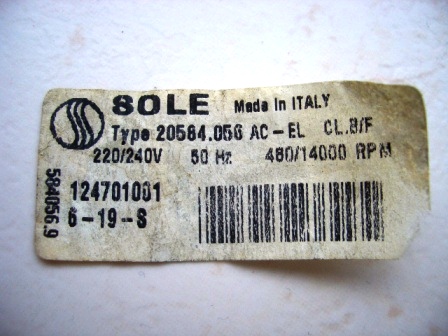 SOLE Made in ITALY
Type 20584.056 AC-EL CL.B/F
220/240V 50 Hz 480/14000 RPM
124701001
6-19-S
584056.9